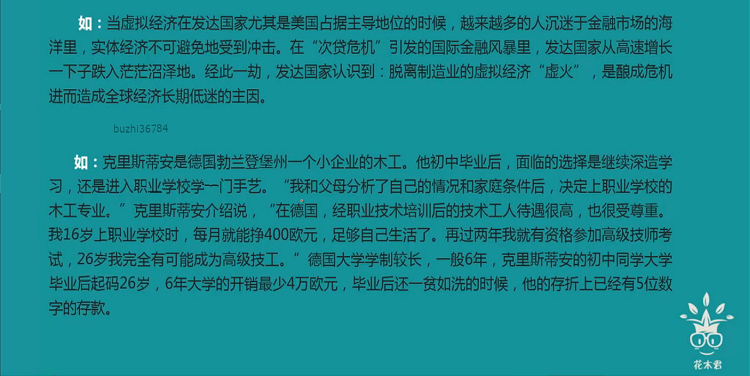 如：当虚拟经济在发达国家尤其是美国占据主导地位的时候，越来越多的人沉迷于金融市场的海
洋里，实体经济不可避免地受到冲击。在“次贷危机”引发的国际金融风暴里，发达国家从高速增长
一下子跌入茫茫沼泽地。经此一劫，发达国家认识到：脱离制造业的虚拟经济“虚火”，是酿成危机
进而造成全球经济长期低迷的主因。
buzhi36784
如：克里斯蒂安是德国勃兰登堡州一个小企业的木工。他初中毕业后，面临的选择是继续深造学
习，还是进入职业学校学一门手艺。“我和父母分析了自己的情况和家庭条件后，决定上职业学校的
木工专业。”克里斯蒂安介绍说，“在德国，经职业技术培训后的技术工人待遇很高，也很受尊重。
我16岁上职业学校时，每月就能挣400欧元，足够自己生活了。再过两年我就有资格参加高级技师考
试，26岁我完全有可能成为高级技工。”德国大学学制较长，一般6年，克里斯蒂安的初中同学大学
毕业后起码26岁，6年大学的开销最少4万欧元，毕业后还一贫如洗的时候，他的存折上已经有5位数
字的存款。
花木君